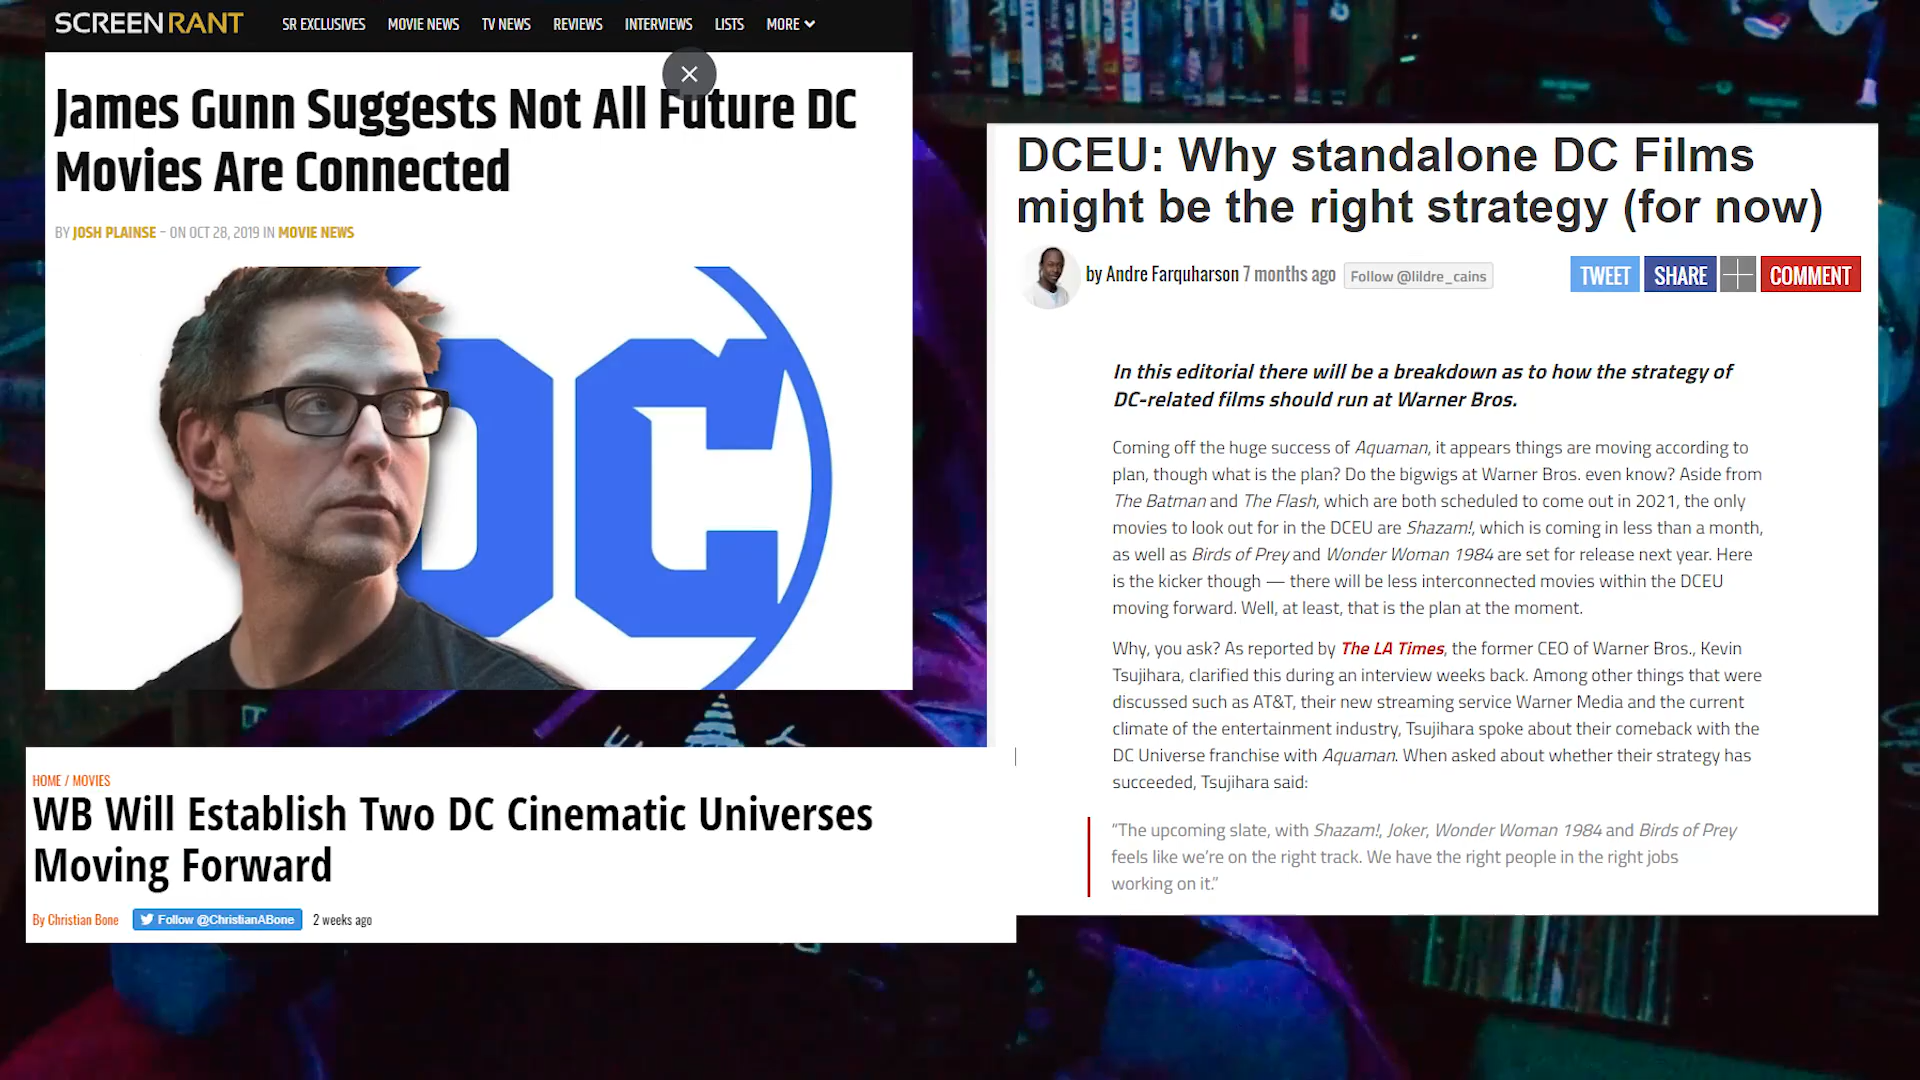 SCREENRANT
SR EXCLUSIVES MOVIE NEWS TV NEWS REVIEWS INTERVIEWS LISTS MORE
James Gunn Suggests Not All Future DC
Movies Are Connected
BY JOSH PLAINSE – ON OCT 28, 2019 IN MOVIE NEWS
DC
HOME / MOVIES
WB Will Establish Two DC Cinematic Universes
Moving Forward
By Christian Bone Follow @ChristianABone 2 weeks ago
DCEU: Why standalone DC Films
might be the right strategy (for now)
by Andre Farquharson 7 months ago Follow @lildre_cains TWEET SHARE COMMENT
In this editorial there will be a breakdown as to how the strategy of
DC-related films should run at Warner Bros.
Coming off the huge success of Aquaman, it appears things are moving according to
plan, though what is the plan? Do the bigwigs at Warner Bros. even know? Aside from
The Batman and The Flash, which are both scheduled to come out in 2021, the only
movies to look out for in the DCEU are Shazam!, which is coming in less than a month,
as well as Birds of Prey and Wonder Woman 1984 are set for release next year. Here
is the kicker though — there will be less interconnected movies within the DCEU
moving forward. Well, at least, that is the plan at the moment.
Why, you ask? As reported by The LA Times, the former CEO of Warner Bros., Kevin
Tsujihara, clarified this during an interview weeks back. Among other things that were
discussed such as AT&T, their new streaming service Warner Media and the current
climate of the entertainment industry, Tsujihara spoke about their comeback with the
DC Universe franchise with Aquaman. When asked about whether their strategy has
succeeded, Tsujihara said:
"The upcoming slate, with Shazam!, Joker, Wonder Woman 1984 and Birds of Prey
feels like we're on the right track. We have the right people in the right jobs
working on it."